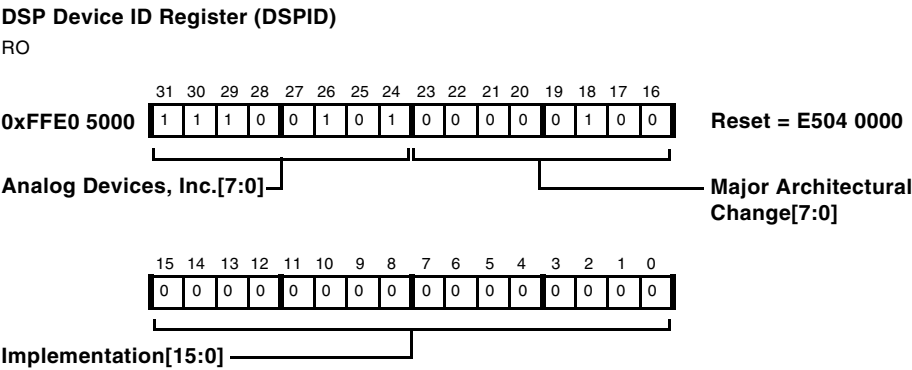 DSP Device ID Register (DSPID)
RO
31 30 29 28 27 26 25 24 23 22 21 20 19 18 17 16
0xFFE0 5000 1 1 1 0 0 1 0 1 0 0 0 0 0 1 0 0 Reset = E504 0000
Analog Devices, Inc.[7:0] Major Architectural
Change[7:0]
15 14 13 12 11 10 9 8 7 6 5 4 3 2 1 0
0 0 0 0 0 0 0 0 0 0 0 0 0 0 0 0
Implementation[15:0]